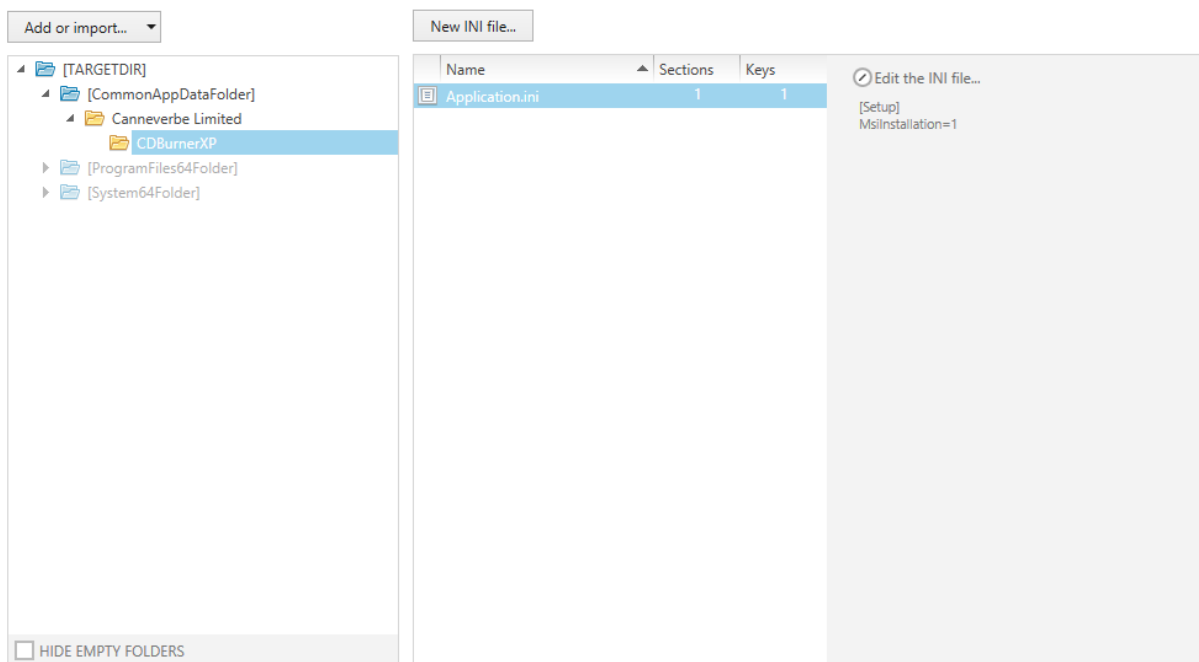 Add or import...
New INI file...
[TARGETDIR]
[CommonAppDataFolder]
Canneverbe Limited
CDBurnerXP
[ProgramFiles64Folder]
[System64Folder]
HIDE EMPTY FOLDERS
Name Sections Keys
Application.ini 1 1
Edit the INI file...
[Setup]
MsiInstallation=1